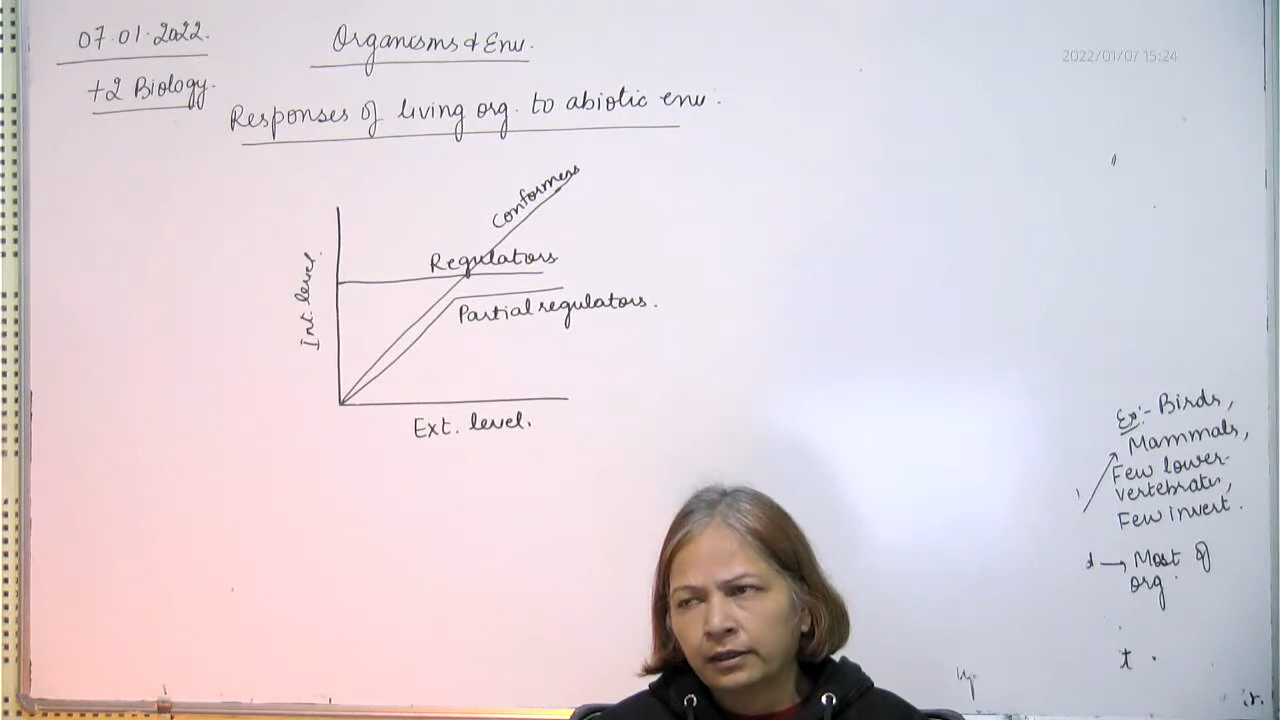 07.01.2022.
Organisms & Env.
2022/01/07 15:24
+2 Biology.
Responses of living org. to abiotic env.
Conformers
Regulators
Partial regulators.
Int. level.
Ext. level.
Ex:- Birds,
Mammals,
Few lower
vertebrates,
Few invert.
→ Most of
org.